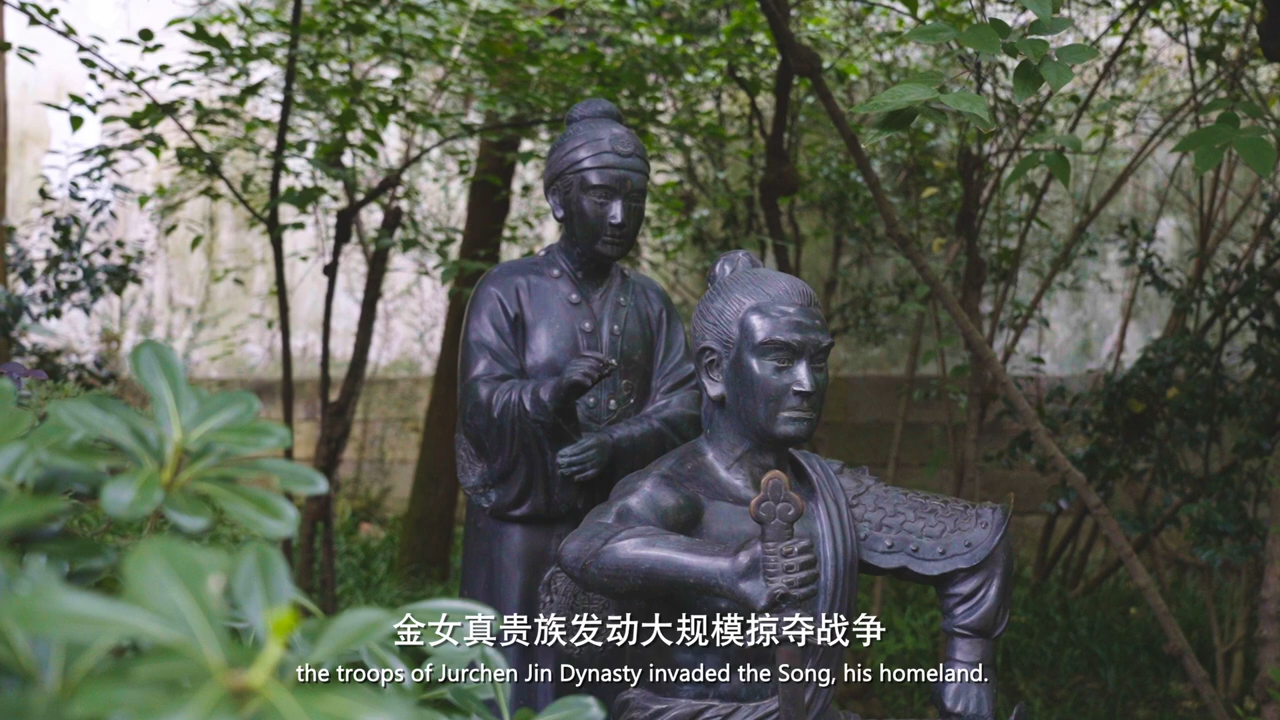 金女真贵族发动大规模掠夺战争
the troops of Jurchen Jin Dynasty invaded the Song, his homeland.